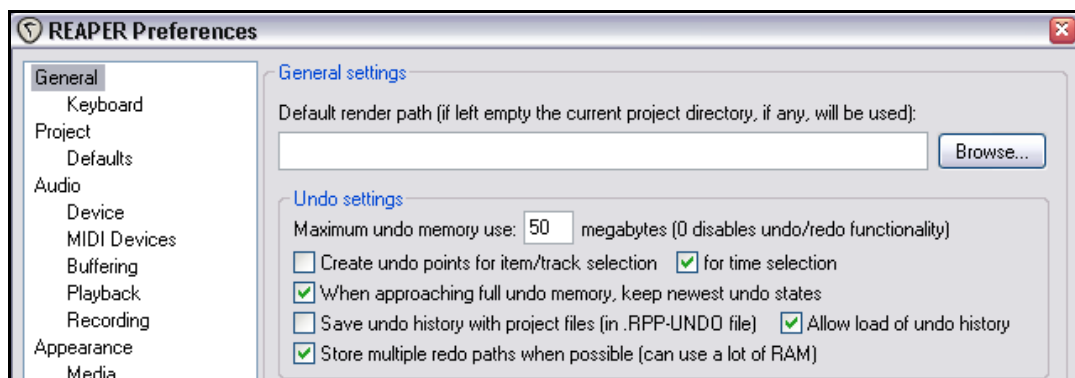 REAPER Preferences
General
Keyboard
Project
Defaults
Audio
Device
MIDI Devices
Buffering
Playback
Recording
Appearance
Media
General settings
Default render path (if left empty the current project directory, if any, will be used):
Browse...
Undo settings
Maximum undo memory use: 50 megabytes (0 disables undo/redo functionality)
Create undo points for item/track selection for time selection
When approaching full undo memory, keep newest undo states
Save undo history with project files (in .RPP-UNDO file) Allow load of undo history
Store multiple redo paths when possible (can use a lot of RAM)